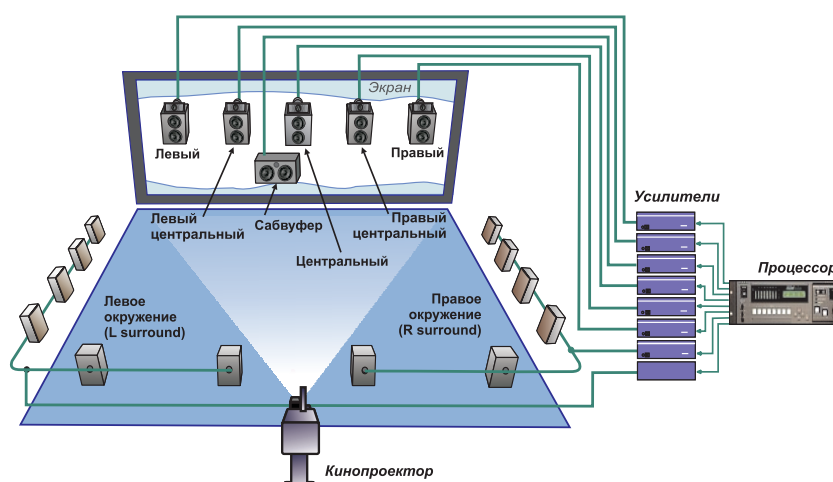 Экран
Левый
Правый
Левый
центральный
Сабвуфер
Правый
центральный
Центральный
Усилители
Процессор
Левое
окружение
(L surround)
Правое
окружение
(R surround)
Кинопроектор